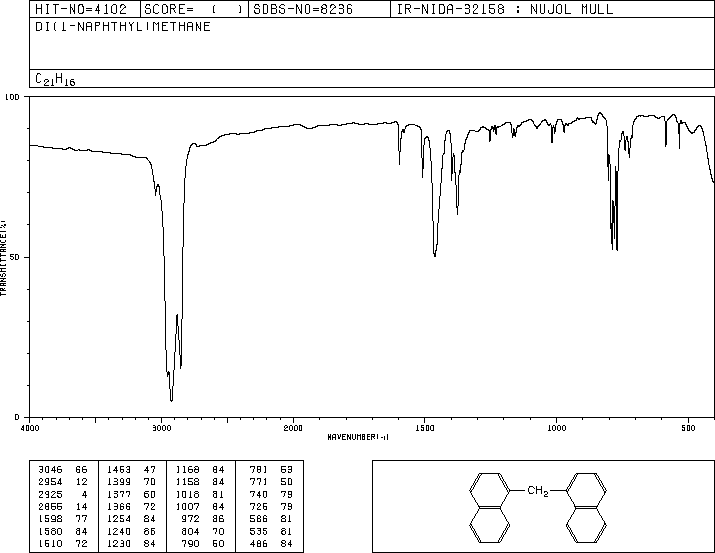 HIT-NO=4102 SCORE= ( ) SDBS-NO=8236 IR-NIDA-32158 : NUJOL MULL
DI(1-NAPHTHYL)METHANE
C21H16
100
50
0
TRANSMITTANCE(%)
4000 3000 2000 1500 1000 500
WAVENUMBER(-1)
3046 66 1463 47 1168 84 781 53
2954 12 1399 70 1158 84 771 50
2925 4 1377 60 1018 81 740 79
2855 14 1366 72 1007 84 726 79
1598 77 1254 84 972 86 586 81
1580 84 1240 86 804 70 535 81
1510 72 1230 84 790 50 486 84
CH2